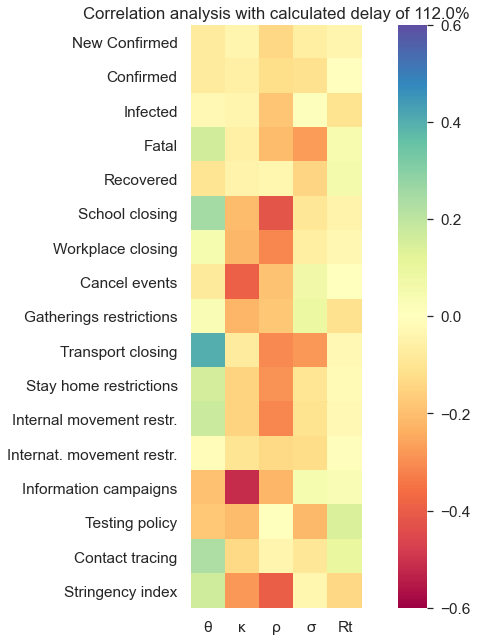 Correlation analysis with calculated delay of 112.0%
New Confirmed
Confirmed
Infected
Fatal
Recovered
School closing
Workplace closing
Cancel events
Gatherings restrictions
Transport closing
Stay home restrictions
Internal movement restr.
Internat. movement restr.
Information campaigns
Testing policy
Contact tracing
Stringency index
θ κ ρ σ Rt
0.6
0.4
0.2
0.0
−0.2
−0.4
−0.6